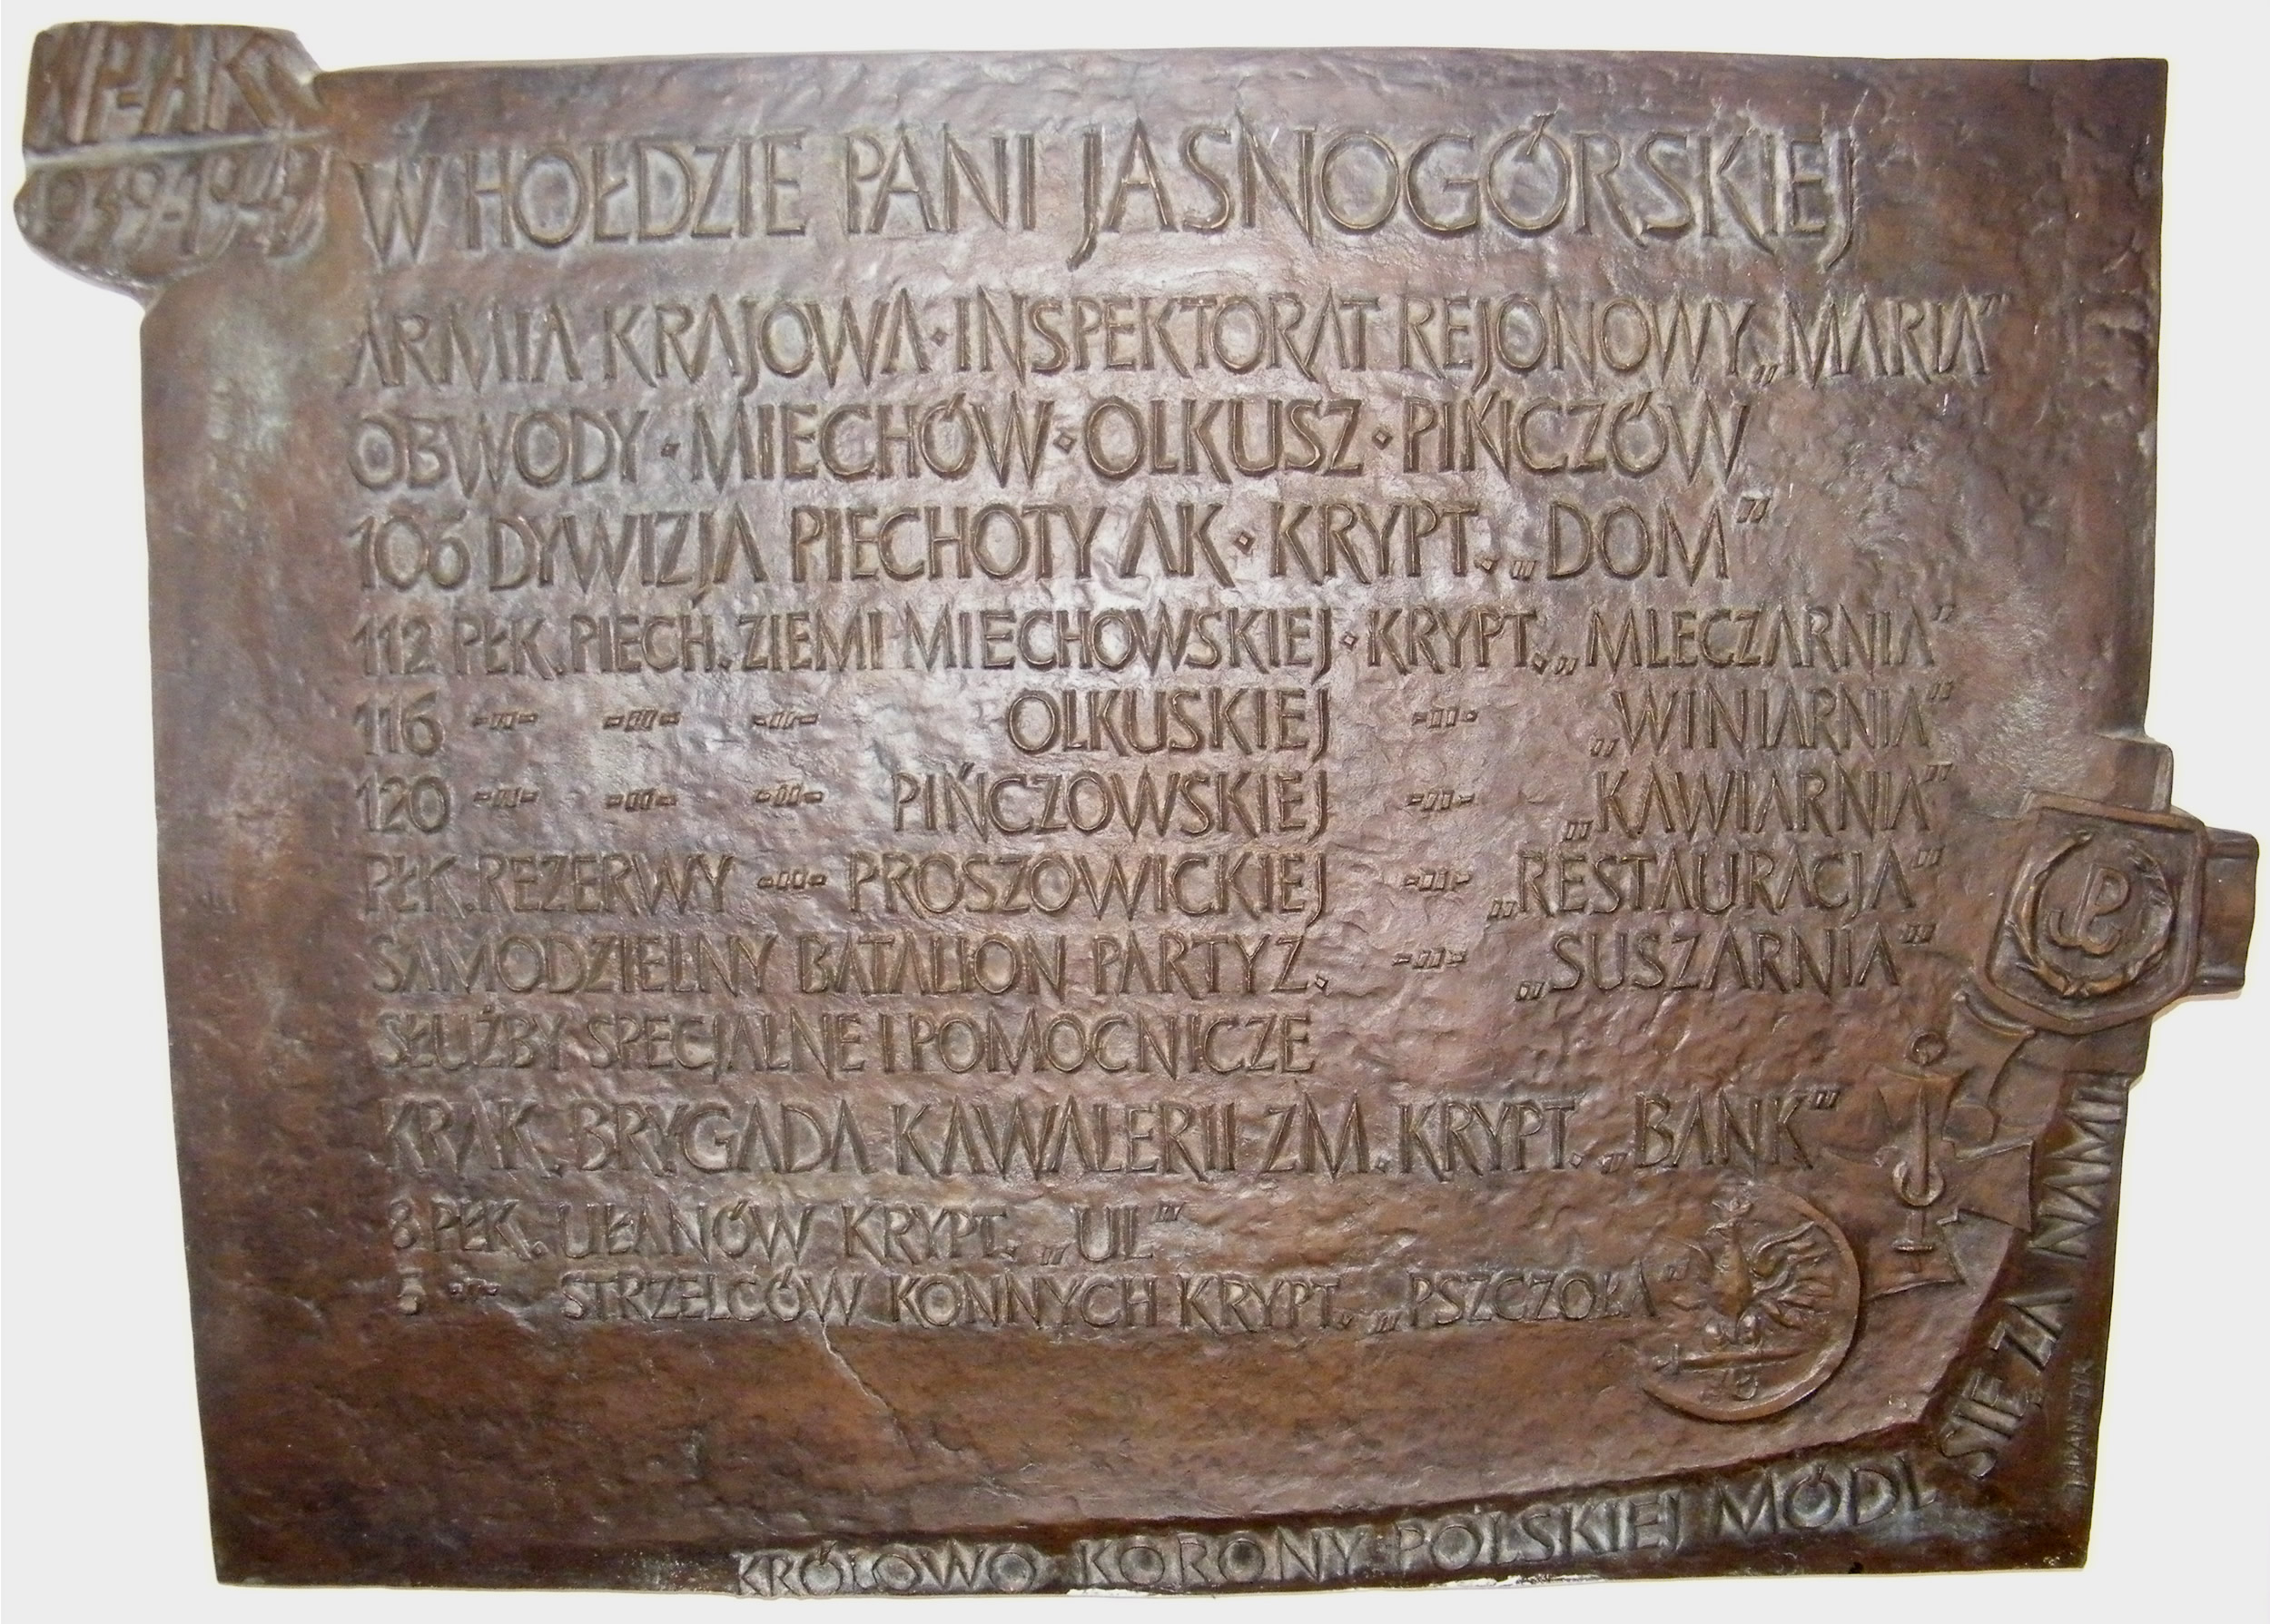 1939-194
W HOŁDZIE PANI JASNOGÓRSKIEJ
ARMIA KRAJOWA · INSPEKTORAT REJONOWY „MARIA"
OBWODY · MIECHÓW · OLKUSZ · PIŃCZÓW
106 DYWIZJA PIECHOTY AK · KRYPT. „DOM"
112 PŁK. PIECH. ZIEMI MIECHOWSKIEJ · KRYPT. „MLECZARNIA"
116 -"- -"- -"- OLKUSKIEJ -"- „WINIARNIA"
120 -"- -"- -"- PIŃCZOWSKIEJ -"- „KAWIARNIA"
PŁK. REZERWY -"- PROSZOWICKIEJ -"- „RESTAURACJA"
SAMODZIELNY BATALION PARTYZ. -"- „SUSZARNIA"
SŁUŻBY SPECJALNE I POMOCNICZE
KRAK. BRYGADA KAWALERII ZM. KRYPT. „BANK"
8 PŁK. UŁANÓW KRYPT. „UL"
5 -"- STRZELCÓW KONNYCH KRYPT. „PSZCZOŁA"
KRÓLOWO KORONY POLSKIEJ MÓDL SIĘ ZA NAMI